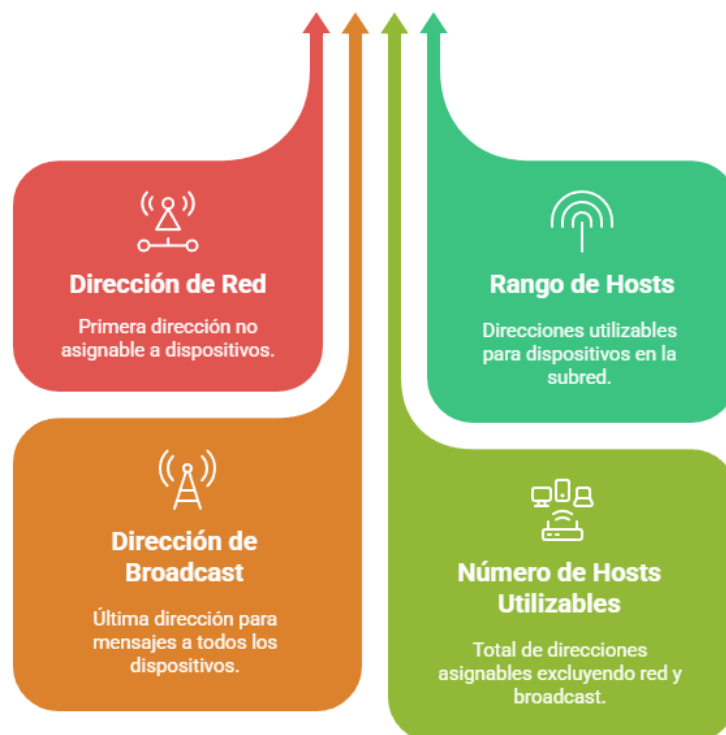 Dirección de Red
Primera dirección no
asignable a dispositivos.
Rango de Hosts
Direcciones utilizables
para dispositivos en la
subred.
Dirección de
Broadcast
Última dirección para
mensajes a todos los
dispositivos.
Número de Hosts
Utilizables
Total de direcciones
asignables excluyendo red y
broadcast.